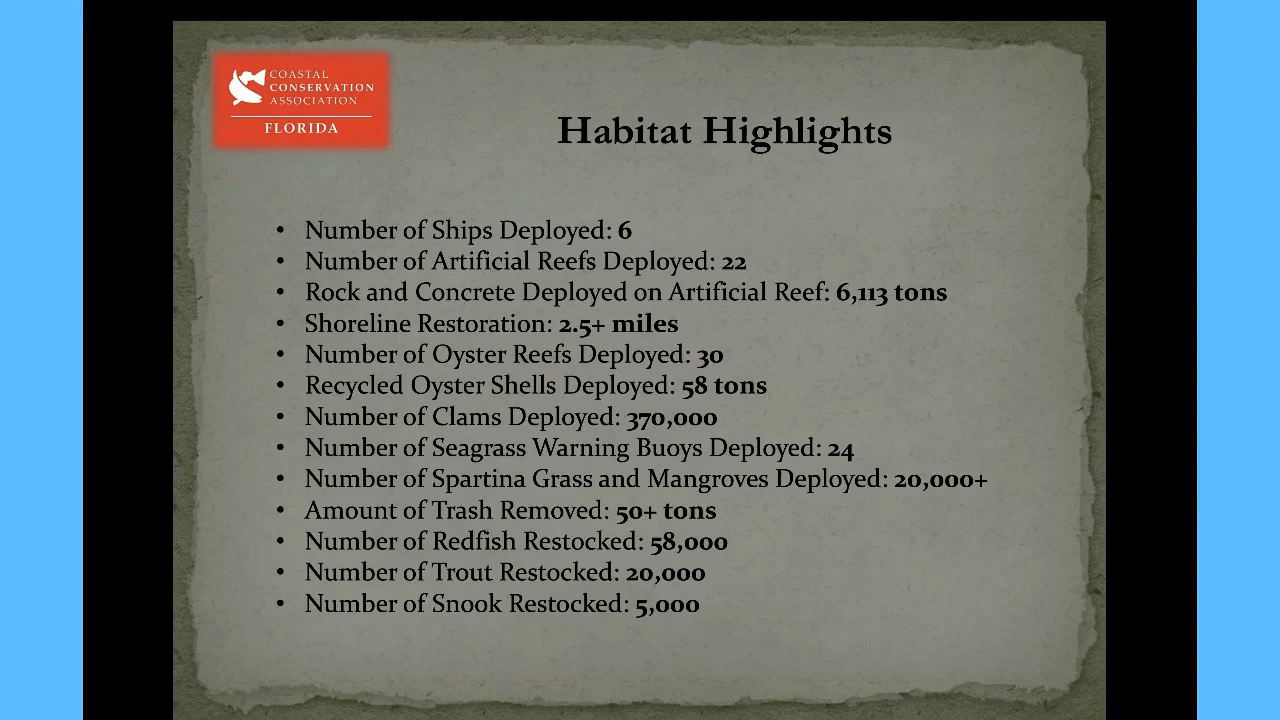 COASTAL
CONSERVATION
ASSOCIATION
FLORIDA
Habitat Highlights
• Number of Ships Deployed: 6
• Number of Artificial Reefs Deployed: 22
• Rock and Concrete Deployed on Artificial Reef: 6,113 tons
• Shoreline Restoration: 2.5+ miles
• Number of Oyster Reefs Deployed: 30
• Recycled Oyster Shells Deployed: 58 tons
• Number of Clams Deployed: 370,000
• Number of Seagrass Warning Buoys Deployed: 24
• Number of Spartina Grass and Mangroves Deployed: 20,000+
• Amount of Trash Removed: 50+ tons
• Number of Redfish Restocked: 58,000
• Number of Trout Restocked: 20,000
• Number of Snook Restocked: 5,000